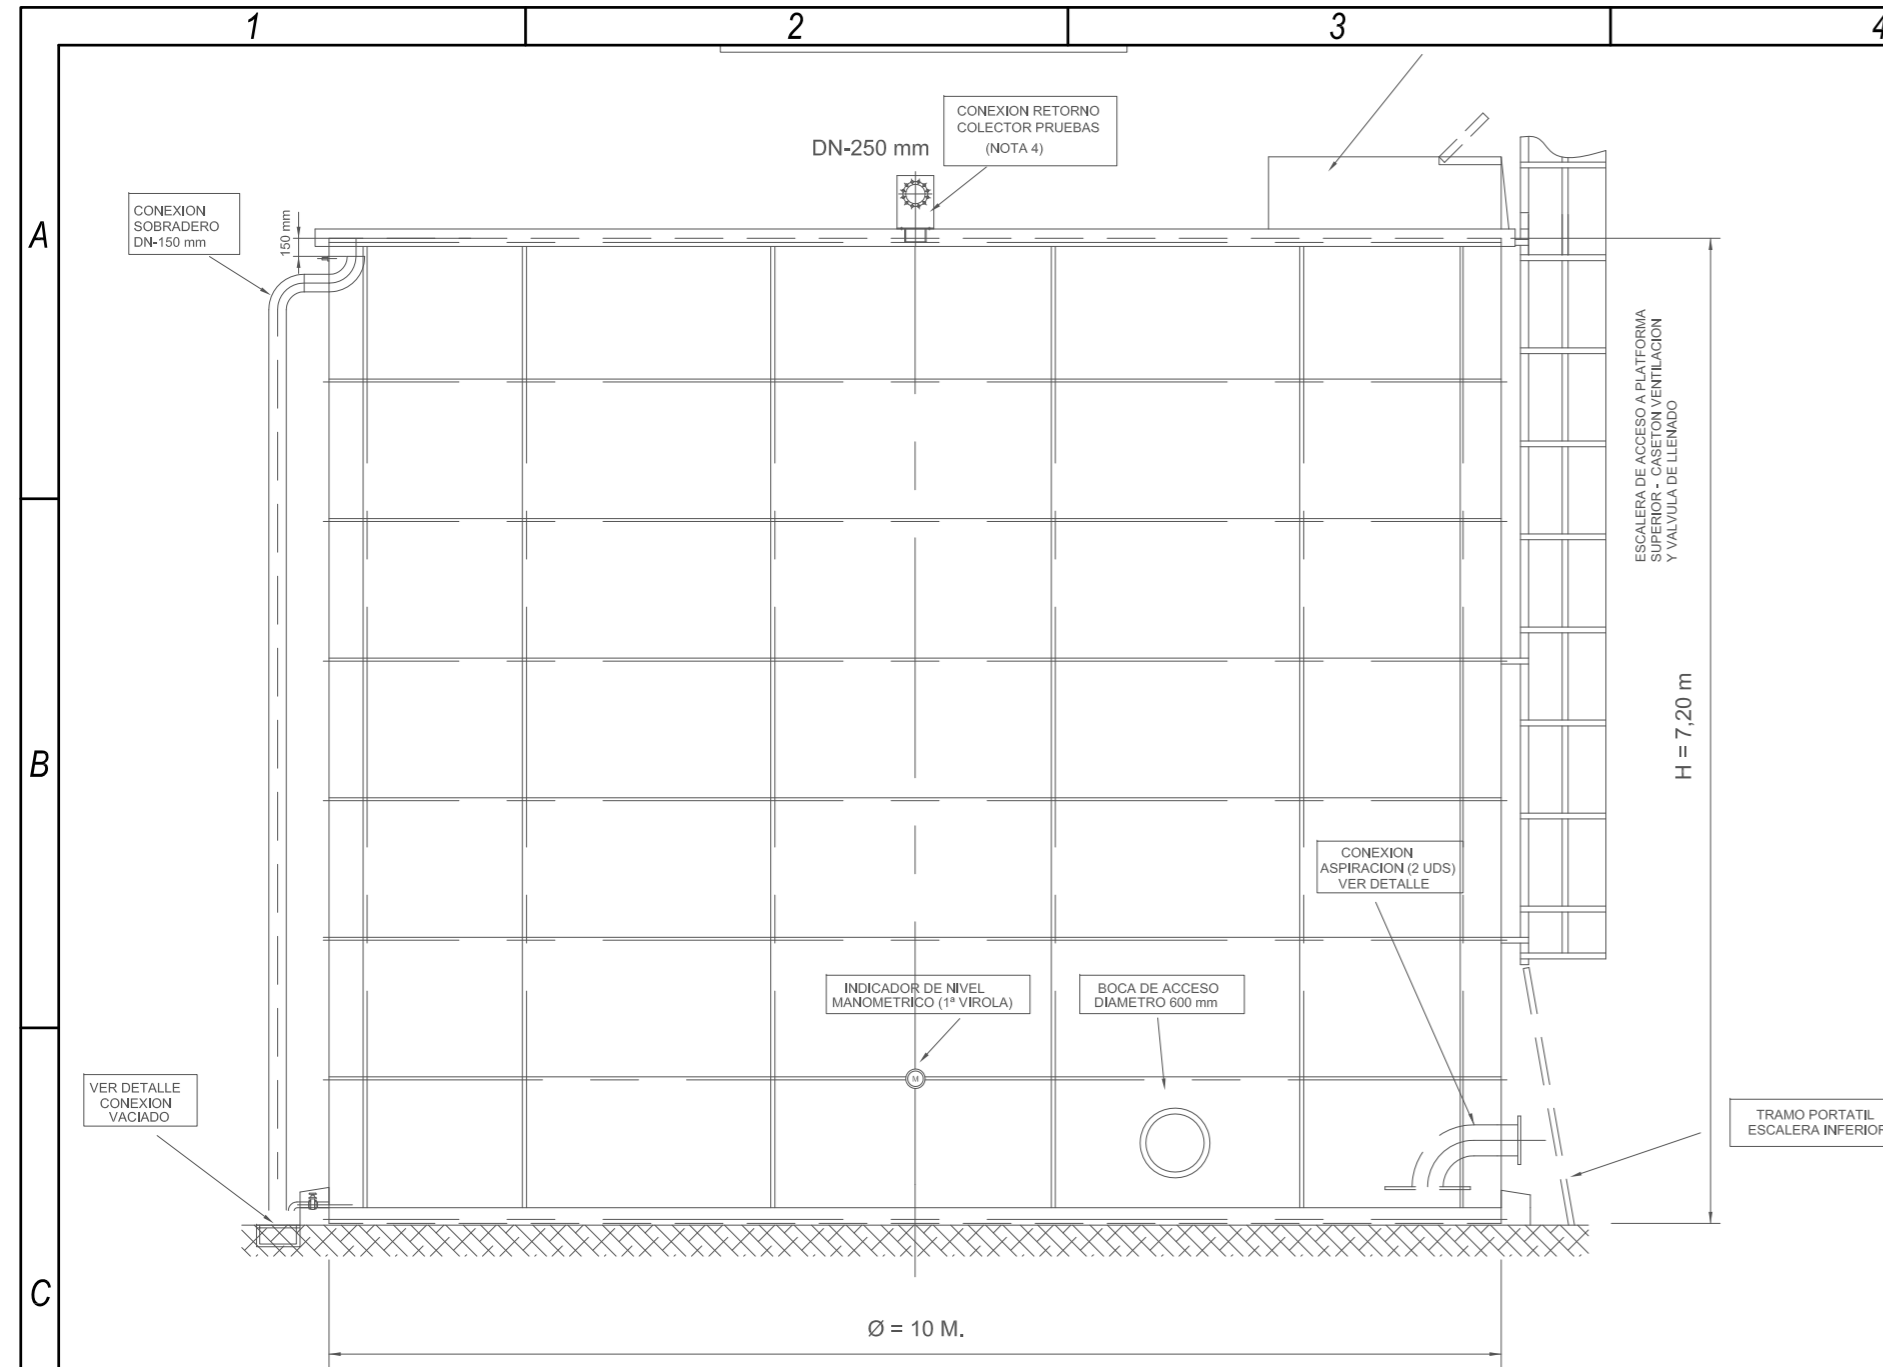 1
2
3
4
A
B
C
CONEXION RETORNO
COLECTOR PRUEBAS
(NOTA 4)
DN-250 mm
CONEXION
SOBRADERO
DN-150 mm
150 mm
ESCALERA DE ACCESO A PLATFORMA
SUPERIOR - CASETON VENTILACION
Y VALVULA DE LLENADO
H = 7,20 m
CONEXION
ASPIRACION (2 UDS)
VER DETALLE
INDICADOR DE NIVEL
MANOMETRICO (1ª VIROLA)
BOCA DE ACCESO
DIAMETRO 600 mm
M
VER DETALLE
CONEXION
VACIADO
TRAMO PORTATIL
ESCALERA INFERIOR
Ø = 10 M.